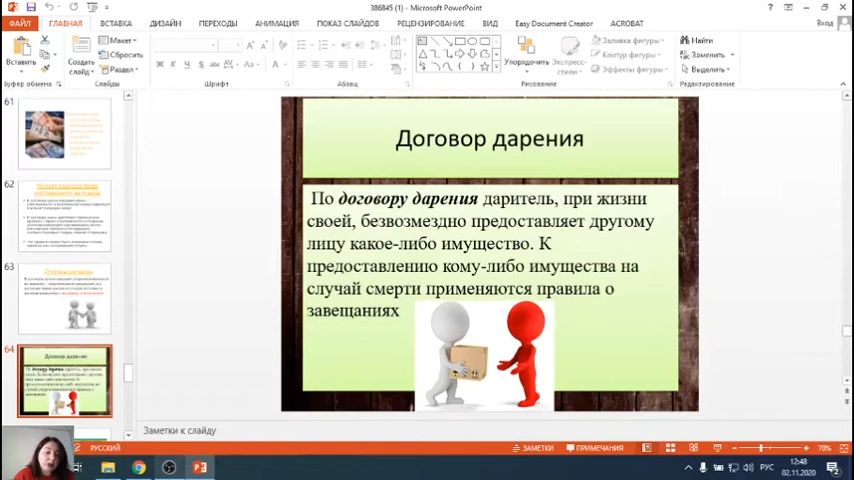 386845 (1) - Microsoft PowerPoint
ФАЙЛ ГЛАВНАЯ ВСТАВКА ДИЗАЙН ПЕРЕХОДЫ АНИМАЦИЯ ПОКАЗ СЛАЙДОВ РЕЦЕНЗИРОВАНИЕ ВИД Easy Document Creator ACROBAT Вход
Вставить
Создать слайд
Макет
Сбросить
Раздел
Ж К Ч S abc Aa А
Упорядочить
Экспресс-стили
Заливка фигуры
Контур фигуры
Эффекты фигуры
Найти
Заменить
Выделить
Буфер обмена Слайды Шрифт Абзац Рисование Редактирование
61
62
63
64
Договор дарения
Договор дарения
По договору дарения даритель, при жизни
своей, безвозмездно предоставляет другому
лицу какое-либо имущество. К
предоставлению кому-либо имущества на
случай смерти применяются правила о
завещаниях
Заметки к слайду
РУССКИЙ ЗАМЕТКИ ПРИМЕЧАНИЯ 70%
РУС 12:48
02.11.2020